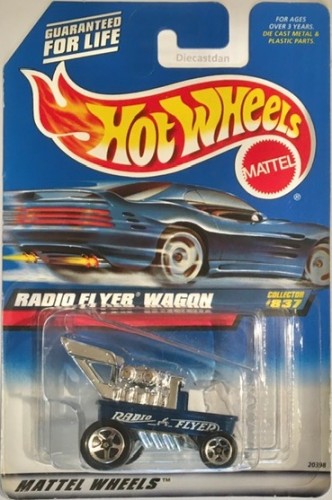 GUARANTEED
FOR LIFE
FOR AGES
OVER 3 YEARS.
DIE CAST METAL &
PLASTIC PARTS.
Diecastdan
HOT WHEELS
MATTEL
®
RADIO FLYER® WAGON
COLLECTOR
#837
RADIO FLYER
MATTEL WHEELS™